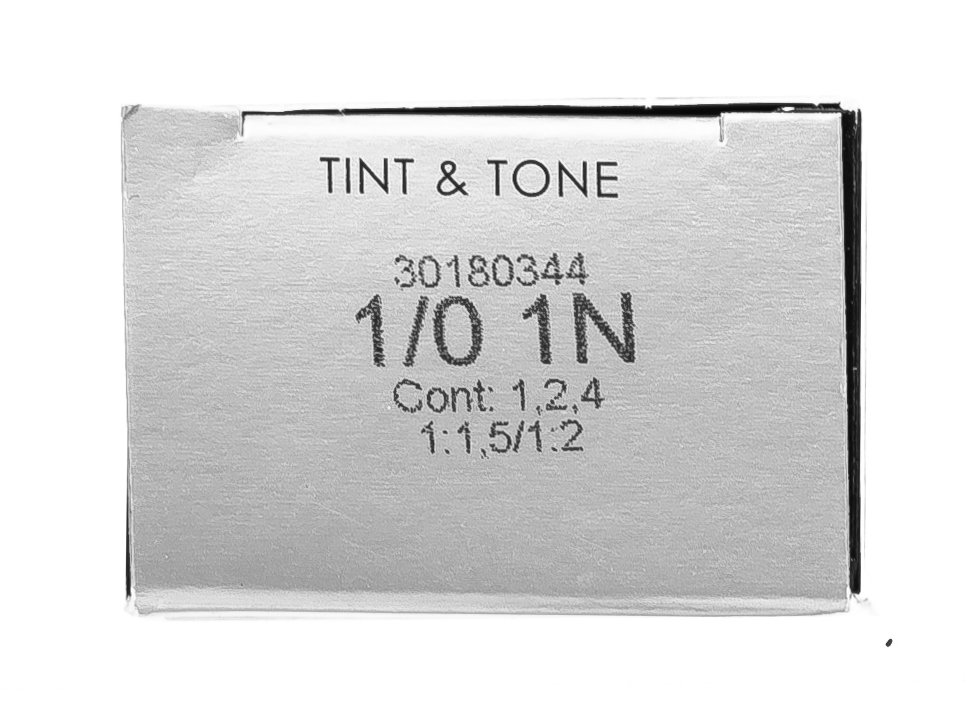 TINT & TONE
30180344
1/0 1N
Cont: 1,2,4
1:1,5/1:2